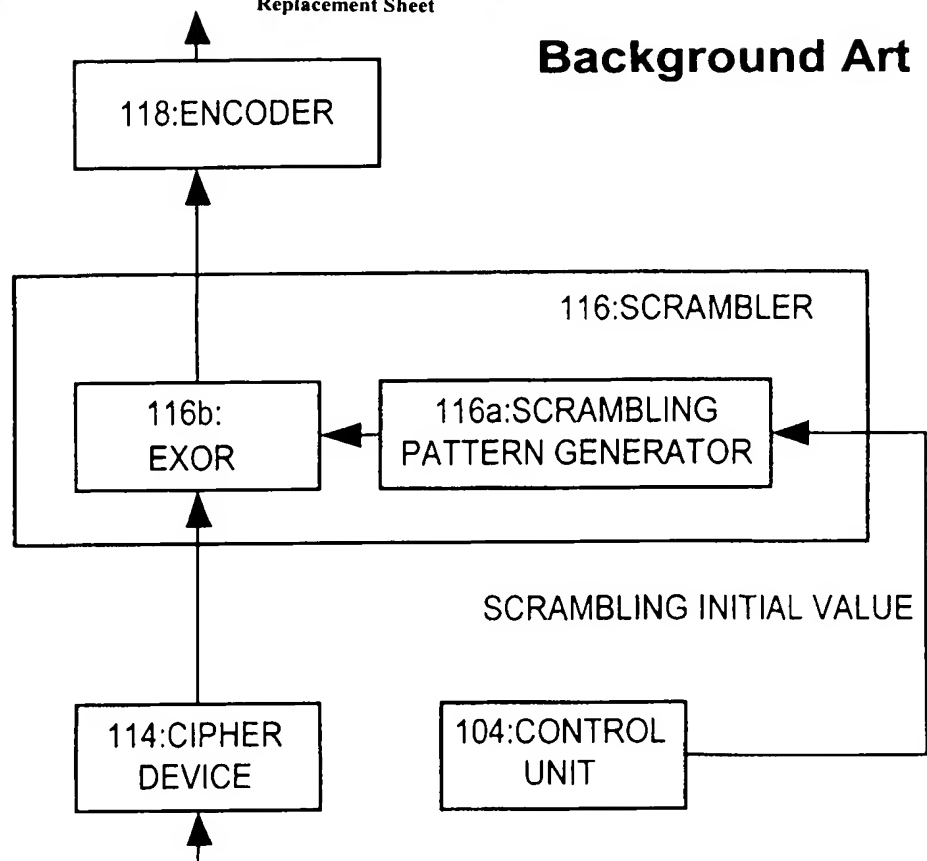 Replacement Sheet
Background Art
118:ENCODER
116:SCRAMBLER
116b:
EXOR
116a:SCRAMBLING
PATTERN GENERATOR
SCRAMBLING INITIAL VALUE
114:CIPHER
DEVICE
104:CONTROL
UNIT